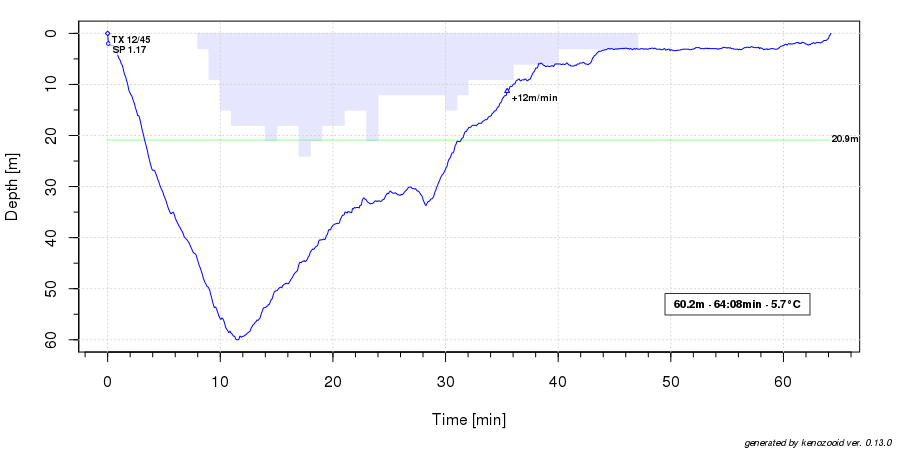 TX 12/45
SP 1.17
+12m/min
20.9m
60.2m - 64:08min - 5.7°C
Depth [m]
0
10
20
30
40
50
60
0 10 20 30 40 50 60
Time [min]
generated by kenozooid ver. 0.13.0